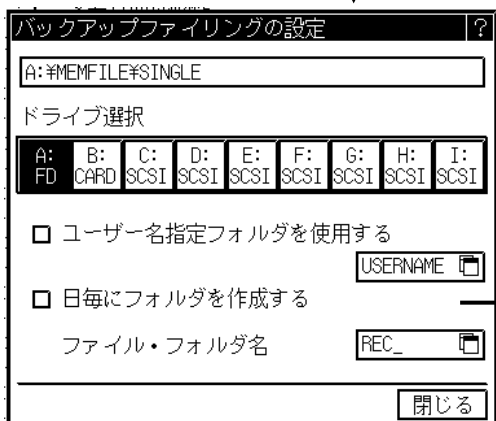 バックアップファイリングの設定 ?
A:¥MEMFILE¥SINGLE
ドライブ選択
A: B: C: D: E: F: G: H: I:
FD CARD SCSI SCSI SCSI SCSI SCSI SCSI SCSI
ユーザー名指定フォルダを使用する
USERNAME
日毎にフォルダを作成する
ファイル・フォルダ名 REC_
閉じる